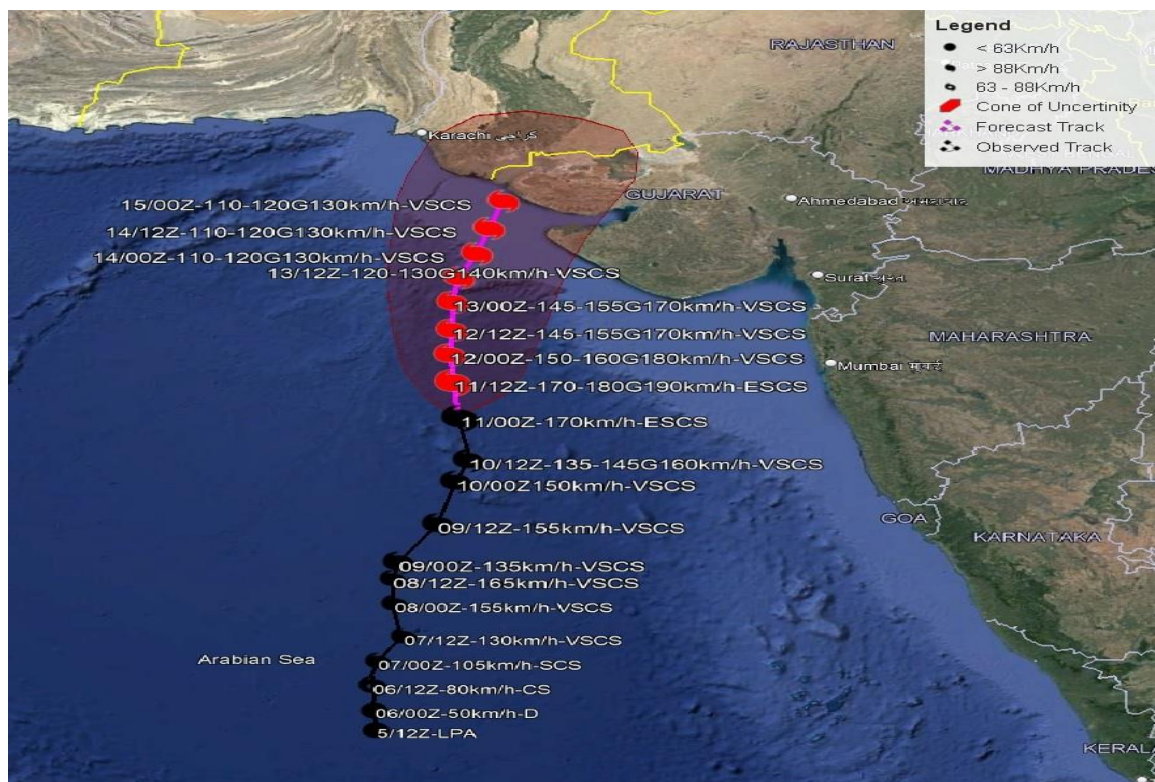 Legend
< 63Km/h
> 88Km/h
63 - 88Km/h
Cone of Uncertinity
Forecast Track
Observed Track
RAJASTHAN
MADHYA PRADES
Karachi کراچی
GUJARAT
Ahmedabad
15/00Z-110-120G130km/h-VSCS
14/12Z-110-120G130km/h-VSCS
14/00Z-110-120G130km/h-VSCS
13/12Z-120-130G140km/h-VSCS
Surat
13/00Z-145-155G170km/h-VSCS
12/12Z-145-155G170km/h-VSCS
MAHARASHTRA
12/00Z-150-160G180km/h-VSCS
Mumbai मुंबई
11/12Z-170-180G190km/h-ESCS
11/00Z-170km/h-ESCS
10/12Z-135-145G160km/h-VSCS
10/00Z150km/h-VSCS
GOA
09/12Z-155km/h-VSCS
KARNATAKA
09/00Z-135km/h-VSCS
08/12Z-165km/h-VSCS
08/00Z-155km/h-VSCS
07/12Z-130km/h-VSCS
Arabian Sea
07/00Z-105km/h-SCS
06/12Z-80km/h-CS
06/00Z-50km/h-D
5/12Z-LPA
KERAL